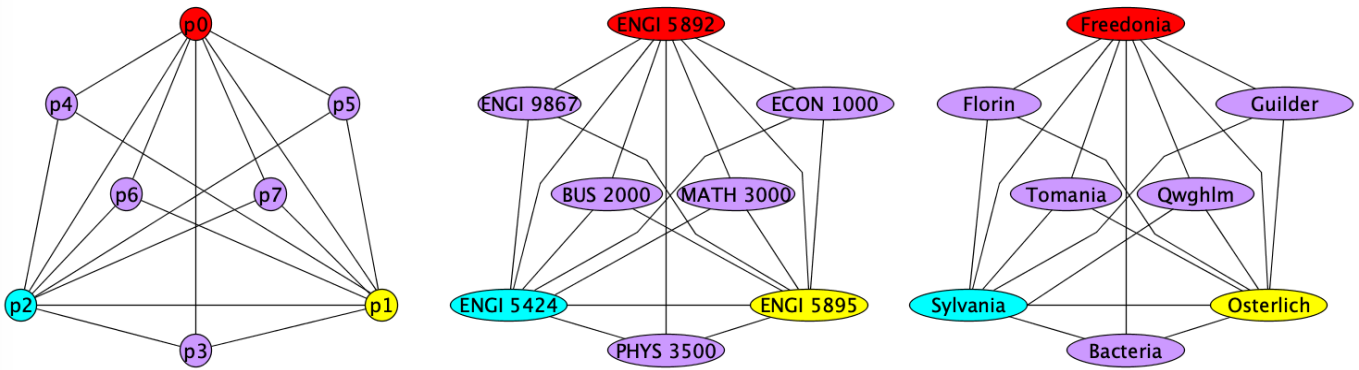 p0
p4
p5
p6
p7
p2
p1
p3
ENGI 5892
ENGI 9867
ECON 1000
BUS 2000
MATH 3000
ENGI 5424
ENGI 5895
PHYS 3500
Freedonia
Florin
Guilder
Tomania
Qwghlm
Sylvania
Osterlich
Bacteria